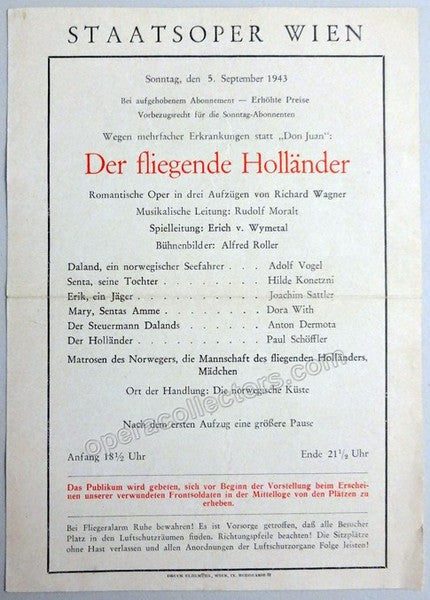 STAATSOPER WIEN
Sonntag, den 5. September 1943
Bei aufgehobenem Abonnement — Erhöhte Preise
Vorbezugsrecht für die Sonntag-Abonnenten
Wegen mehrfacher Erkrankungen statt „Don Juan":
Der fliegende Holländer
Romantische Oper in drei Aufzügen von Richard Wagner
Musikalische Leitung: Rudolf Moralt
Spielleitung: Erich v. Wymetal
Bühnenbilder: Alfred Roller
Daland, ein norwegischer Seefahrer . . . Adolf Vogel
Senta, seine Tochter . . . . . . . . . Hilde Konetzni
Erik, ein Jäger . . . . . . . . . . . Joachim Sattler
Mary, Sentas Amme . . . . . . . . . Dora With
Der Steuermann Dalands . . . . . . . Anton Dermota
Der Holländer . . . . . . . . . . . Paul Schöffler
Matrosen des Norwegers, die Mannschaft des fliegenden Holländers,
Mädchen
Ort der Handlung: Die norwegische Küste
Nach dem ersten Aufzug eine größere Pause
Anfang 18½ Uhr Ende 21½ Uhr
Das Publikum wird gebeten, sich vor Beginn der Vorstellung beim Erschei-
nen unserer verwundeten Frontsoldaten in der Mittelloge von den Plätzen zu
erheben.
Bei Fliegeralarm Ruhe bewahren! Es ist Vorsorge getroffen, daß alle Besucher
Platz in den Luftschutzräumen finden. Richtungspfeile beachten! Die Sitzplätze
ohne Hast verlassen und allen Anordnungen der Luftschutzorgane Folge leisten!
DRUCK ELBEMÜHL, WIEN, IX.
operacollectors.com